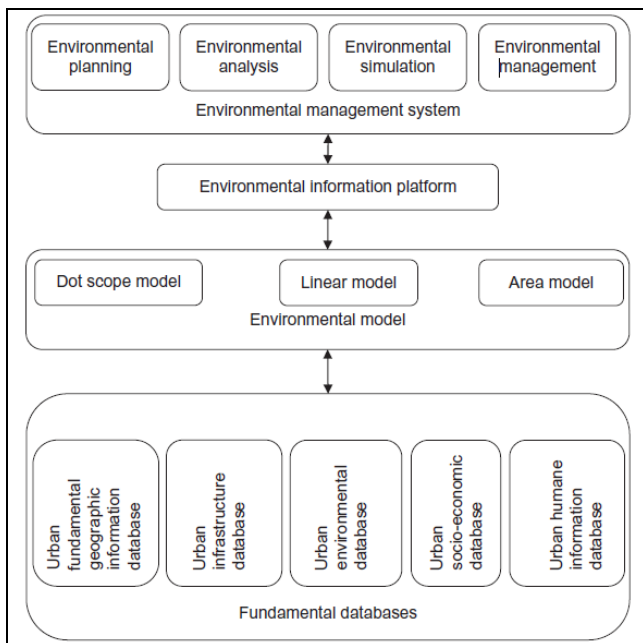 Environmental
planning
Environmental
analysis
Environmental
simulation
Environmental
management
Environmental management system
Environmental information platform
Dot scope model
Linear model
Area model
Environmental model
Urban
fundamental
geographic
information
database
Urban
infrastructure
database
Urban
environmental
database
Urban
socio-economic
database
Urban humane
information
database
Fundamental databases